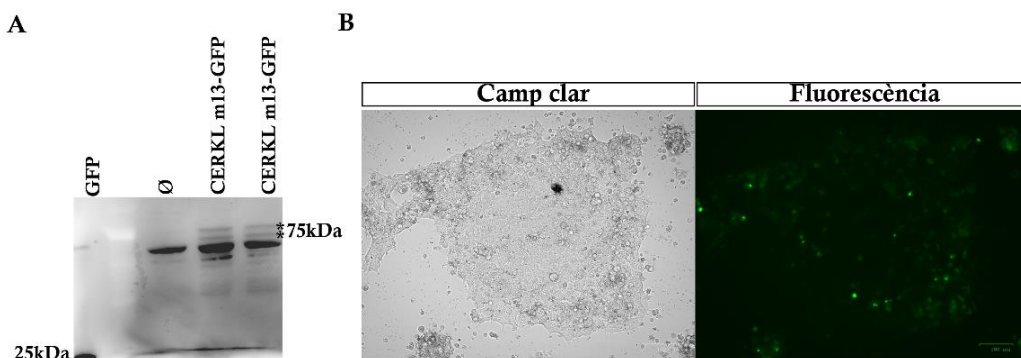 A
B
GFP
Ø
CERKL m13-GFP
CERKL m13-GFP
Camp clar
Fluorescència
**75kDa
25kDa